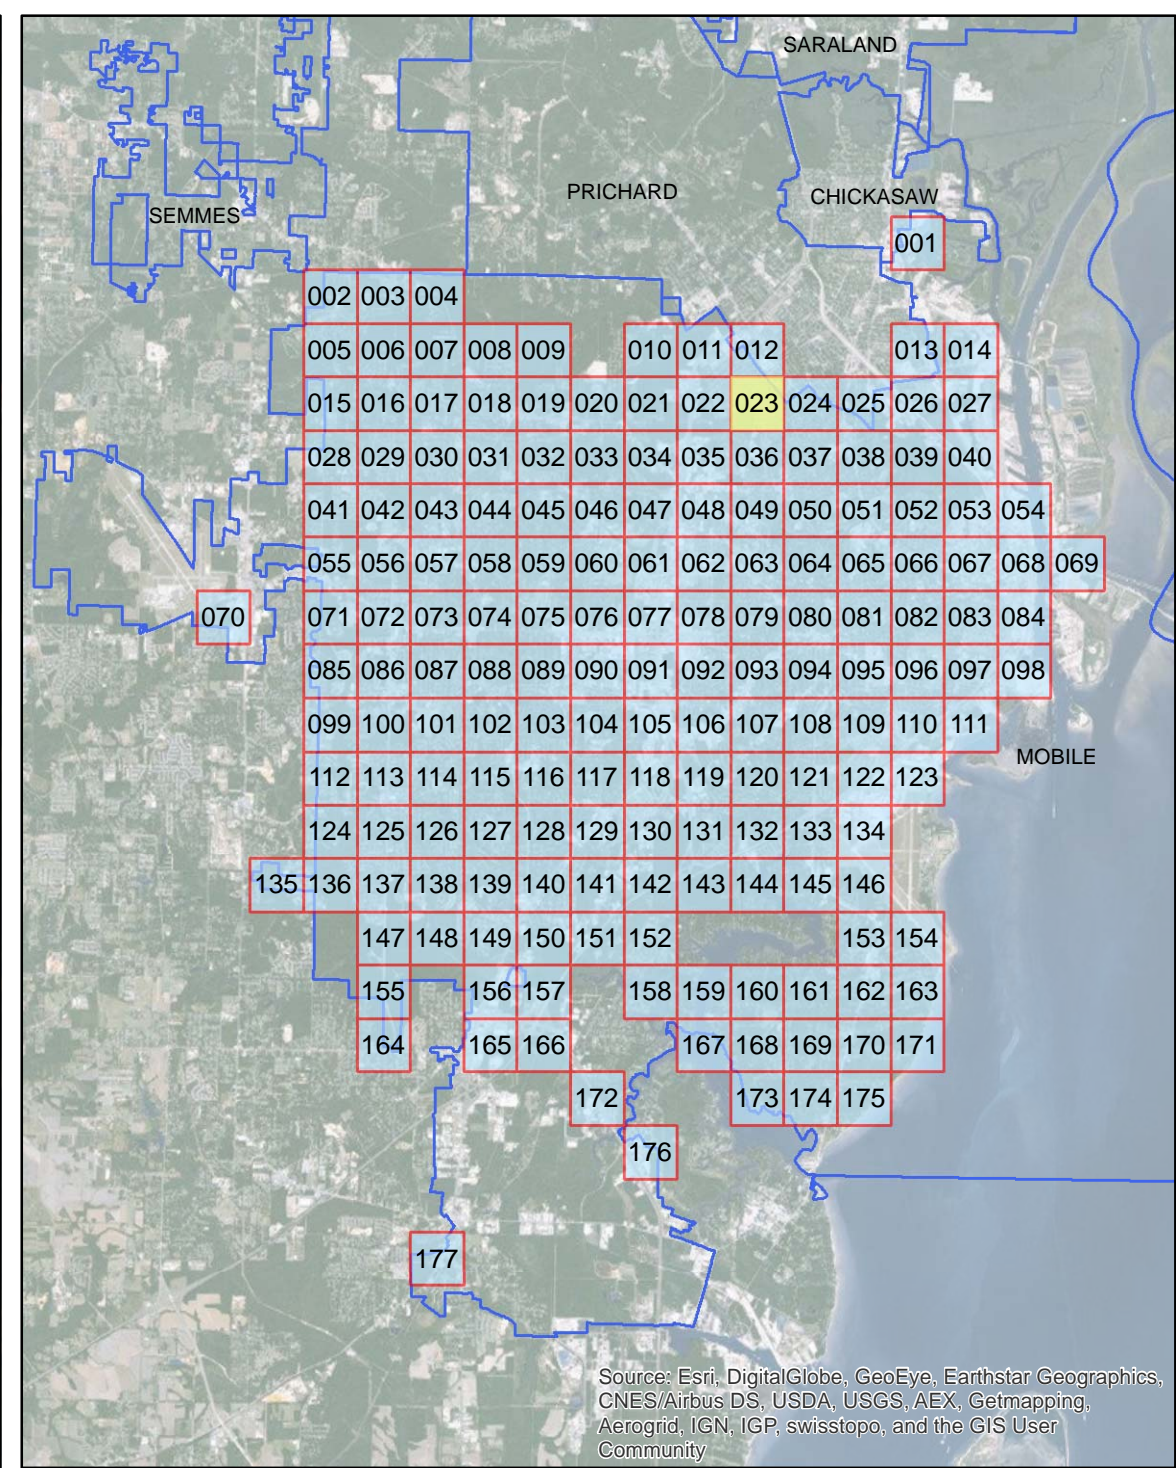 SARALAND
PRICHARD
CHICKASAW
SEMMES
001
002 003 004
005 006 007 008 009 010 011 012 013 014
015 016 017 018 019 020 021 022 023 024 025 026 027
028 029 030 031 032 033 034 035 036 037 038 039 040
041 042 043 044 045 046 047 048 049 050 051 052 053 054
055 056 057 058 059 060 061 062 063 064 065 066 067 068 069
070 071 072 073 074 075 076 077 078 079 080 081 082 083 084
085 086 087 088 089 090 091 092 093 094 095 096 097 098
099 100 101 102 103 104 105 106 107 108 109 110 111
MOBILE
112 113 114 115 116 117 118 119 120 121 122 123
124 125 126 127 128 129 130 131 132 133 134
135 136 137 138 139 140 141 142 143 144 145 146
147 148 149 150 151 152 153 154
155 156 157 158 159 160 161 162 163
164 165 166 167 168 169 170 171
172 173 174 175
176
177
Source: Esri, DigitalGlobe, GeoEye, Earthstar Geographics,
CNES/Airbus DS, USDA, USGS, AEX, Getmapping,
Aerogrid, IGN, IGP, swisstopo, and the GIS User
Community